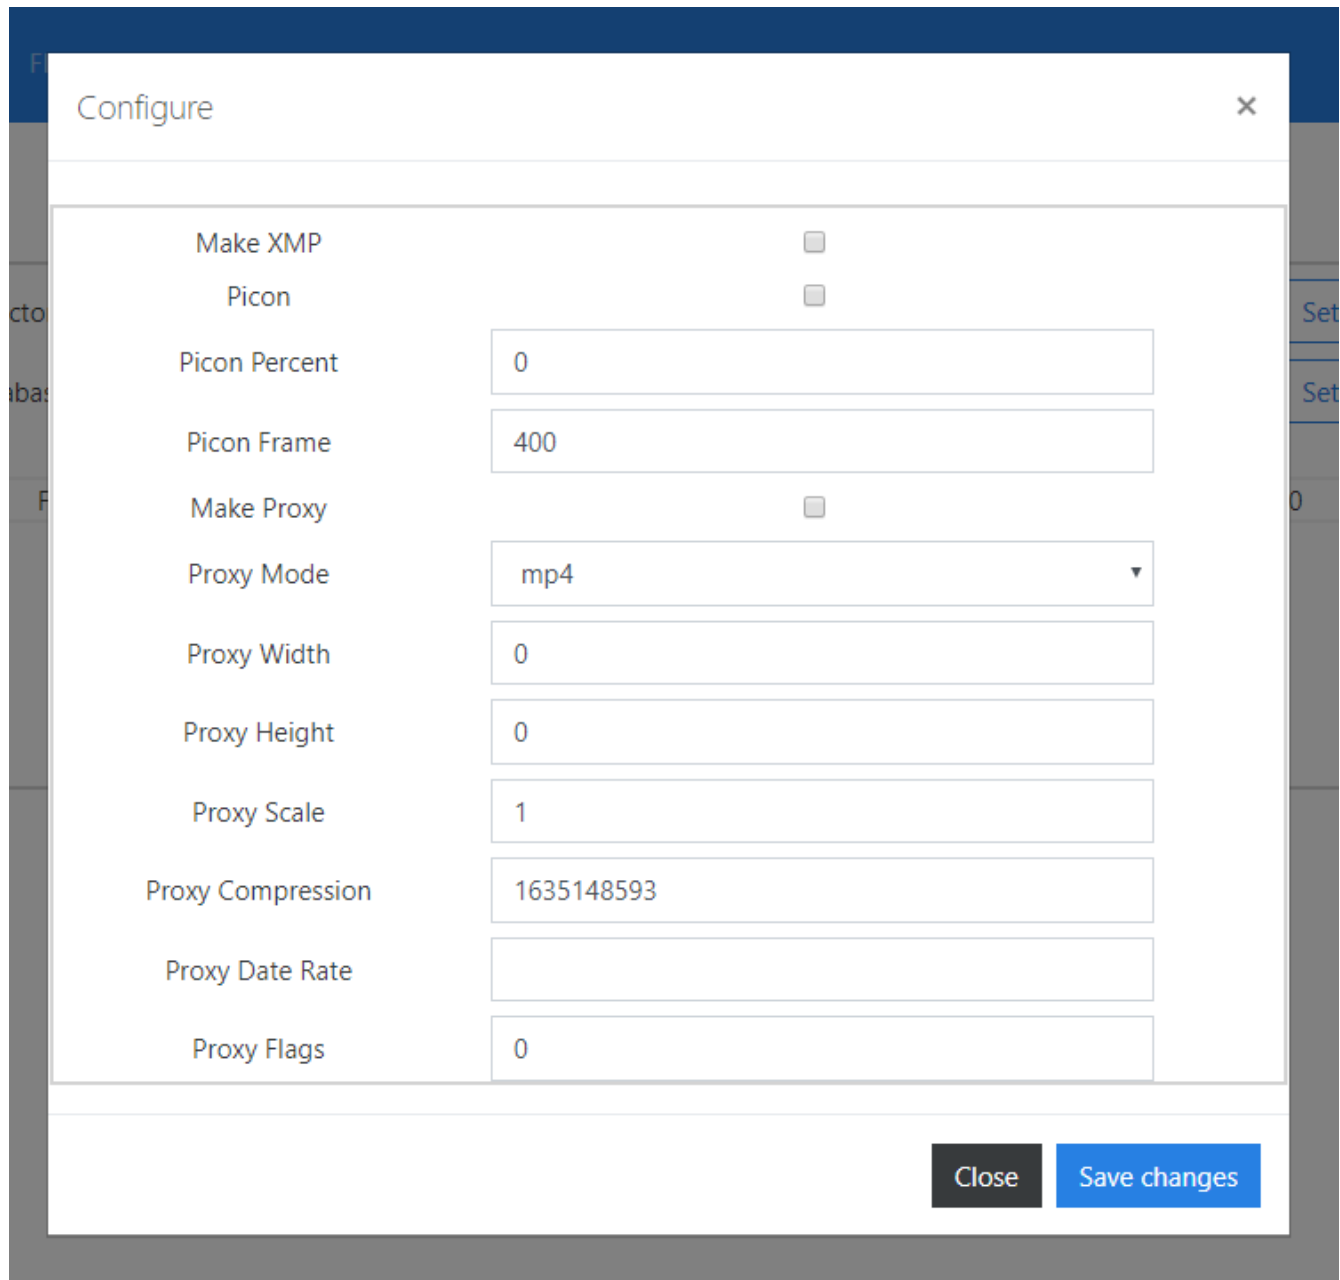 Configure ×
Make XMP
Picon
Picon Percent 0
Picon Frame 400
Make Proxy
Proxy Mode mp4
Proxy Width 0
Proxy Height 0
Proxy Scale 1
Proxy Compression 1635148593
Proxy Date Rate
Proxy Flags 0
Close Save changes
Set
Set
0